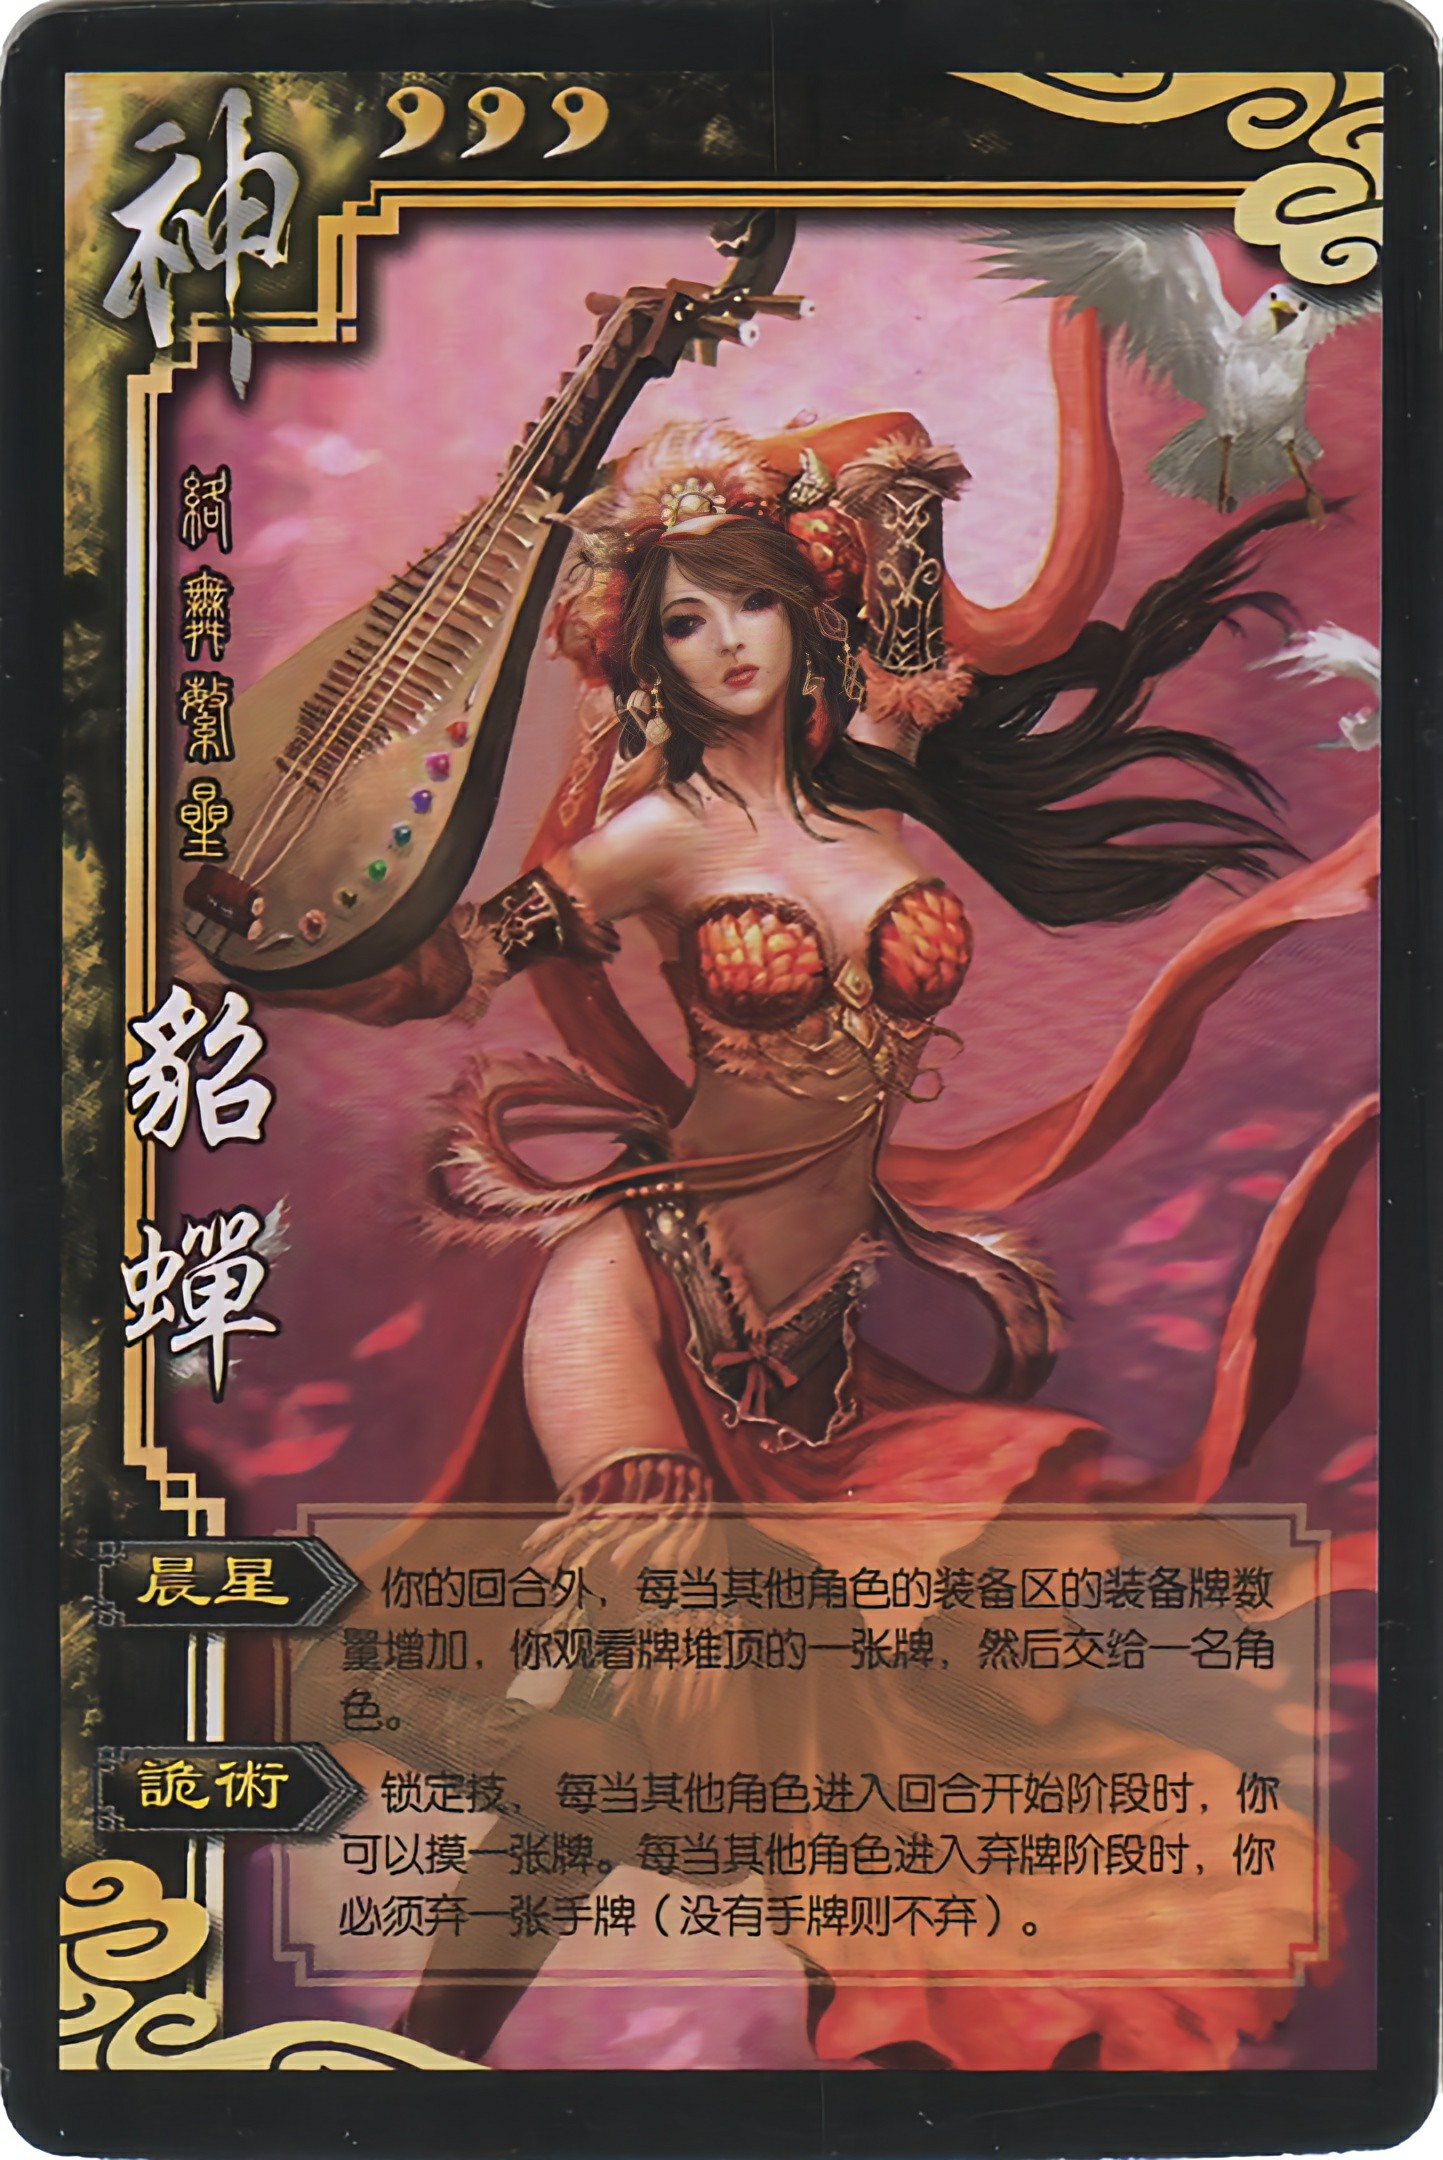 神
絡舞繁星
貂蟬
晨星
你的回合外，每当其他角色的装备区的装备牌数
量增加，你观看牌堆顶的一张牌，然后交给一名角
色。
詭術
锁定技，每当其他角色进入回合开始阶段时，你
可以摸一张牌。每当其他角色进入弃牌阶段时，你
必须弃一张手牌（没有手牌则不弃）。